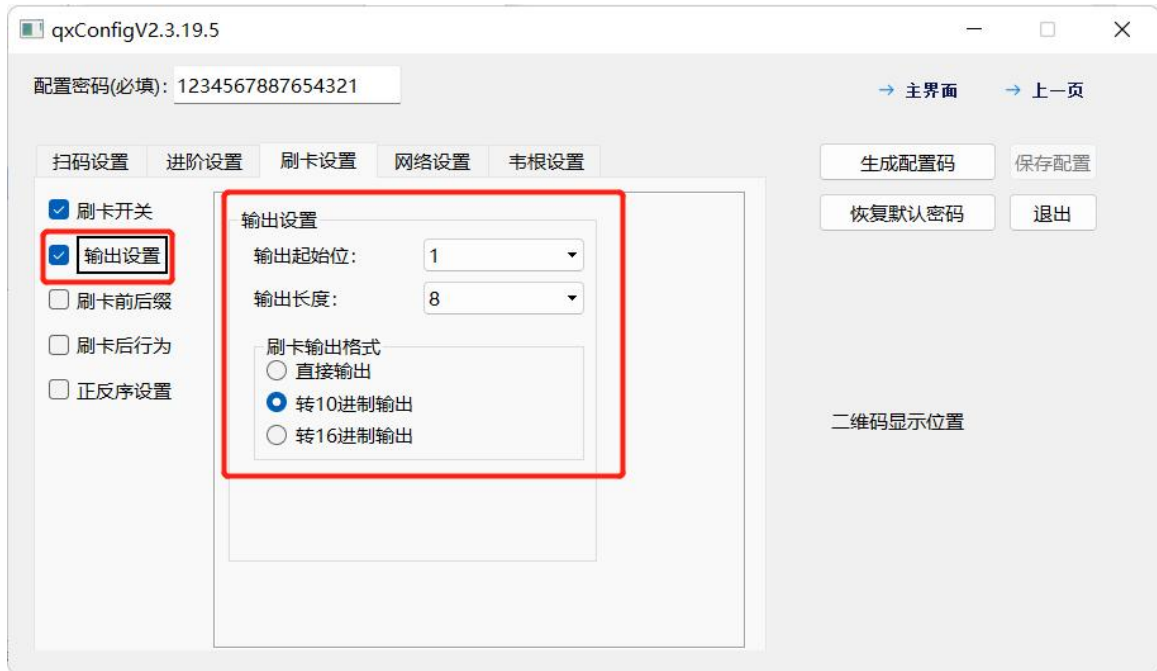 qxConfigV2.3.19.5
配置密码(必填): 1234567887654321
→ 主界面 → 上一页
扫码设置 进阶设置 刷卡设置 网络设置 韦根设置
生成配置码 保存配置
恢复默认密码 退出
刷卡开关
输出设置
刷卡前后缀
刷卡后行为
正反序设置
输出设置
输出起始位: 1
输出长度: 8
刷卡输出格式
直接输出
转10进制输出
转16进制输出
二维码显示位置